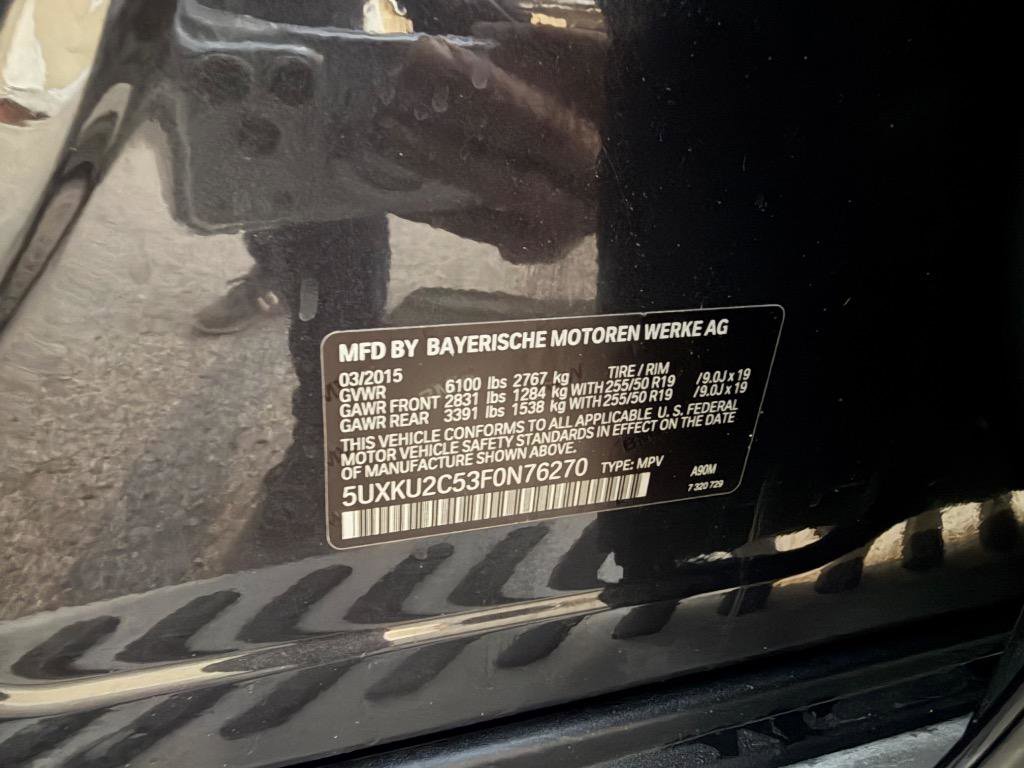 MFD BY BAYERISCHE MOTOREN WERKE AG
03/2015 TIRE / RIM
GVWR 6100 lbs 2767 kg
GAWR FRONT 2831 lbs 1284 kg WITH 255/50 R19 /9.0J x 19
GAWR REAR 3391 lbs 1538 kg WITH 255/50 R19 /9.0J x 19
THIS VEHICLE CONFORMS TO ALL APPLICABLE U.S. FEDERAL
MOTOR VEHICLE SAFETY STANDARDS IN EFFECT ON THE DATE
OF MANUFACTURE SHOWN ABOVE.
5UXKU2C53F0N76270 TYPE: MPV A90M
7 320 729